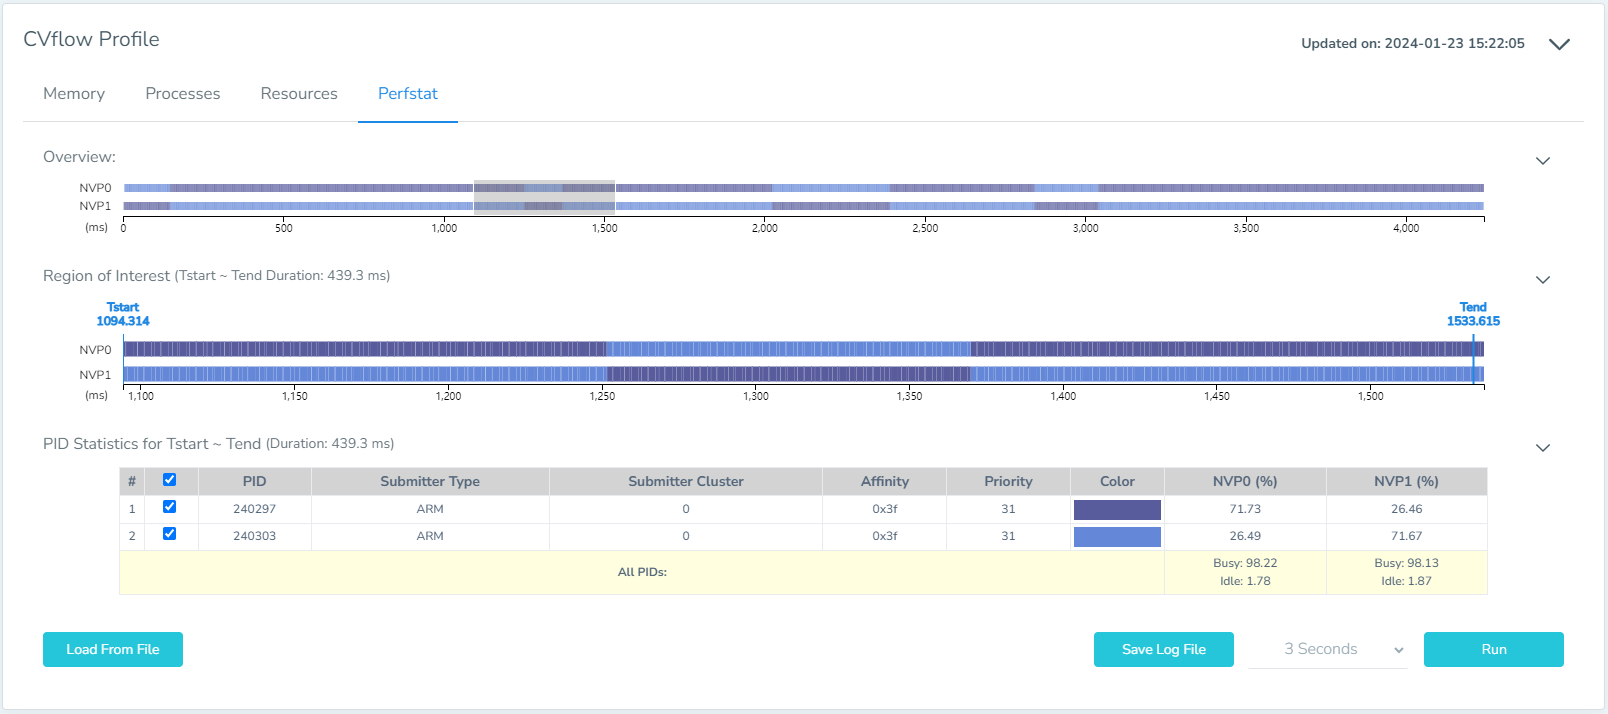 CVflow Profile
Updated on: 2024-01-23 15:22:05
Memory Processes Resources Perfstat
Overview:
NVP0
NVP1
(ms) 0 500 1,000 1,500 2,000 2,500 3,000 3,500 4,000
Region of Interest (Tstart ~ Tend Duration: 439.3 ms)
Tstart Tend
1094.314 1533.615
NVP0
NVP1
(ms) 1,100 1,150 1,200 1,250 1,300 1,350 1,400 1,450 1,500
PID Statistics for Tstart ~ Tend (Duration: 439.3 ms)
# PID Submitter Type Submitter Cluster Affinity Priority Color NVP0 (%) NVP1 (%)
1 240297 ARM 0 0x3f 31 71.73 26.46
2 240303 ARM 0 0x3f 31 26.49 71.67
All PIDs: Busy: 98.22 Busy: 98.13
Idle: 1.78 Idle: 1.87
Load From File Save Log File 3 Seconds Run